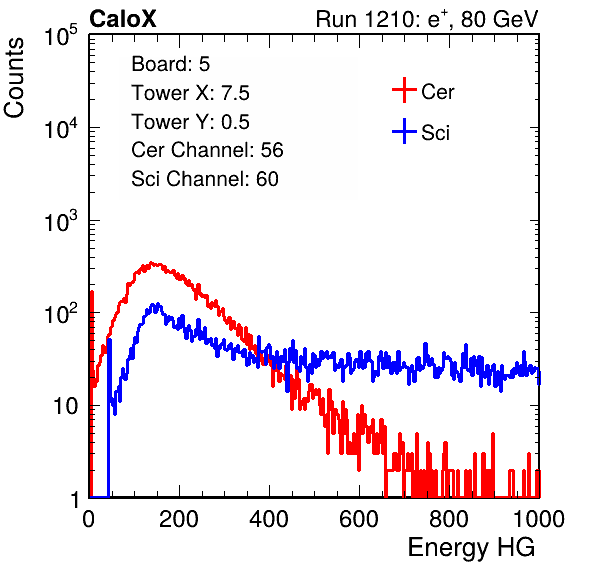 CaloX Run 1210: e⁺, 80 GeV
Counts
Board: 5
Tower X: 7.5
Tower Y: 0.5
Cer Channel: 56
Sci Channel: 60
Cer
Sci
10⁵
10⁴
10³
10²
10
1
0 200 400 600 800 1000
Energy HG